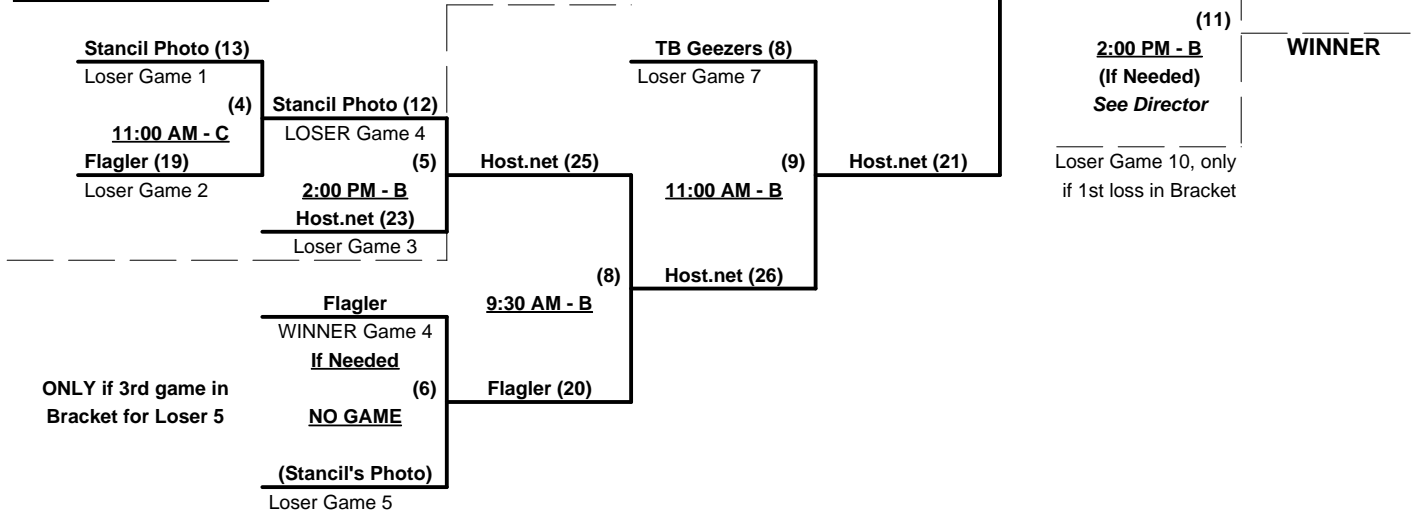 Stancil Photo (13)
Loser Game 1
(4)
11:00 AM - C
Flagler (19)
Loser Game 2
Stancil Photo (12)
LOSER Game 4
(5)
2:00 PM - B
Host.net (23)
Loser Game 3
Flagler
WINNER Game 4
If Needed
(6)
NO GAME
(Stancil's Photo)
Loser Game 5
ONLY if 3rd game in
Bracket for Loser 5
Host.net (25)
(8)
9:30 AM - B
Flagler (20)
TB Geezers (8)
Loser Game 7
(9)
11:00 AM - B
Host.net (26)
Host.net (21)
(11)
2:00 PM - B
(If Needed)
See Director
Loser Game 10, only
if 1st loss in Bracket
WINNER